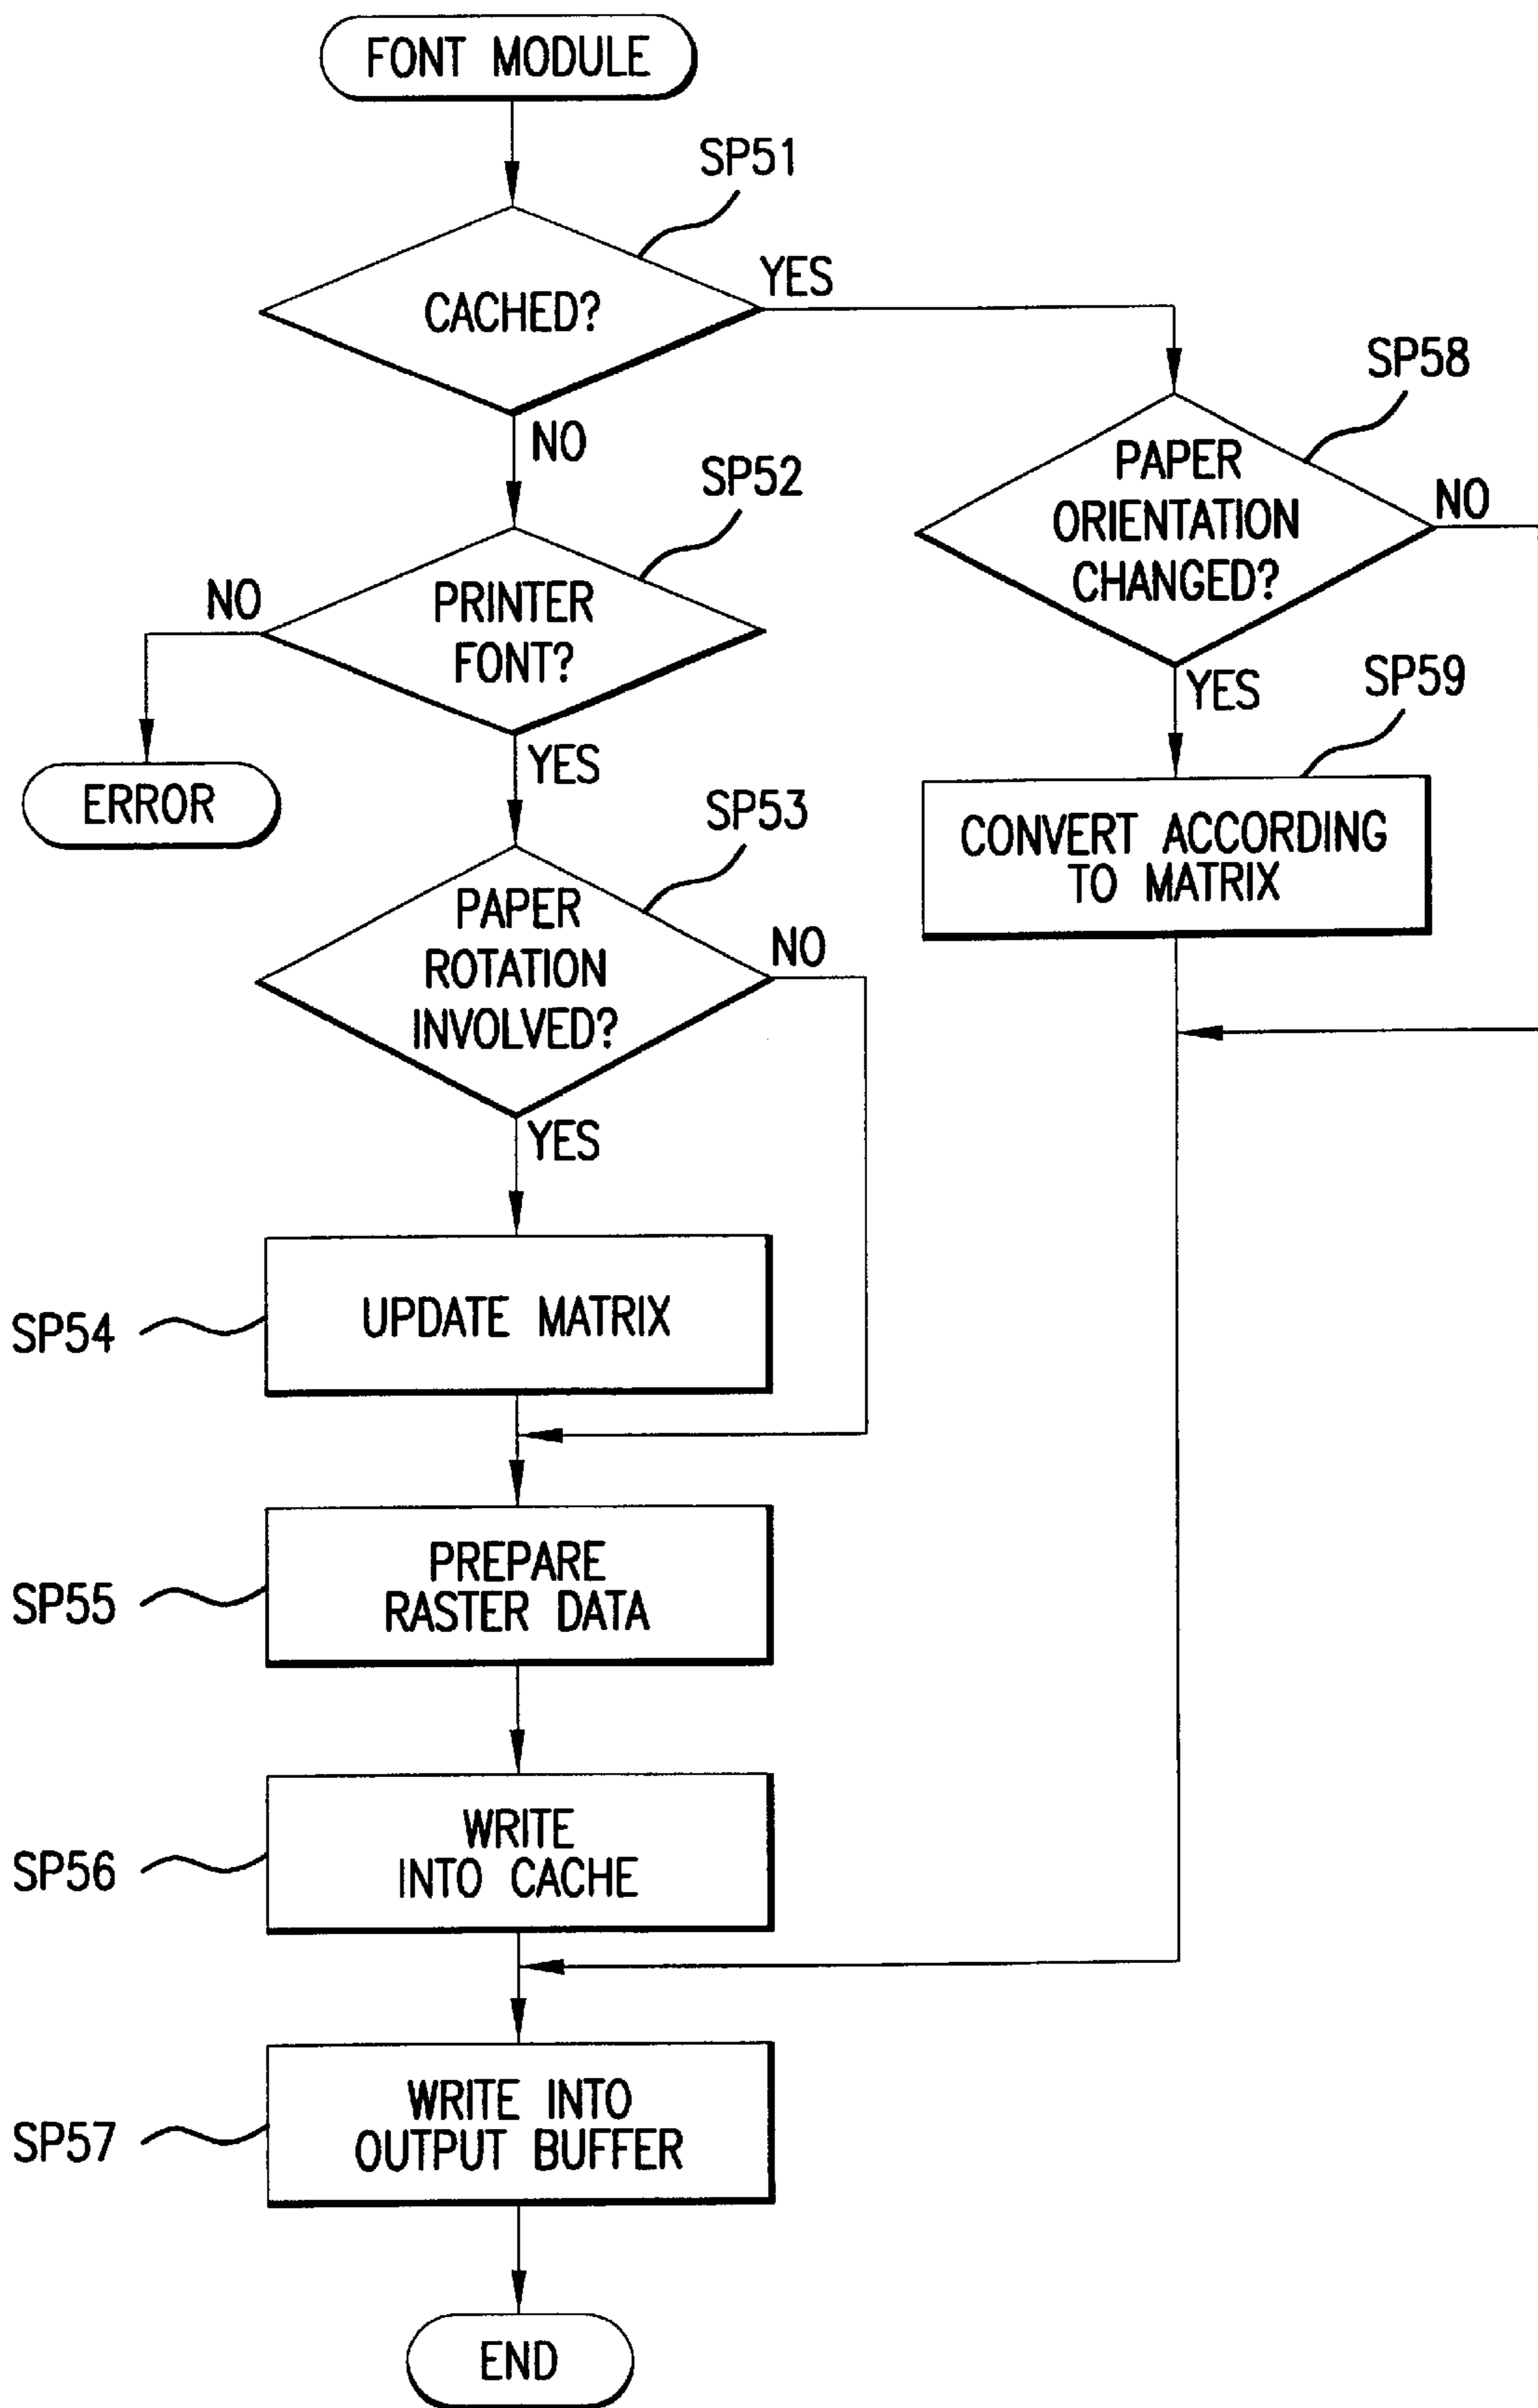 FONT MODULE
SP51
CACHED?
YES
NO
SP58
PAPER
ORIENTATION
CHANGED?
NO
YES
SP52
PRINTER
FONT?
NO
ERROR
YES
SP59
CONVERT ACCORDING
TO MATRIX
SP53
PAPER
ROTATION
INVOLVED?
NO
YES
SP54
UPDATE MATRIX
SP55
PREPARE
RASTER DATA
SP56
WRITE
INTO CACHE
SP57
WRITE INTO
OUTPUT BUFFER
END